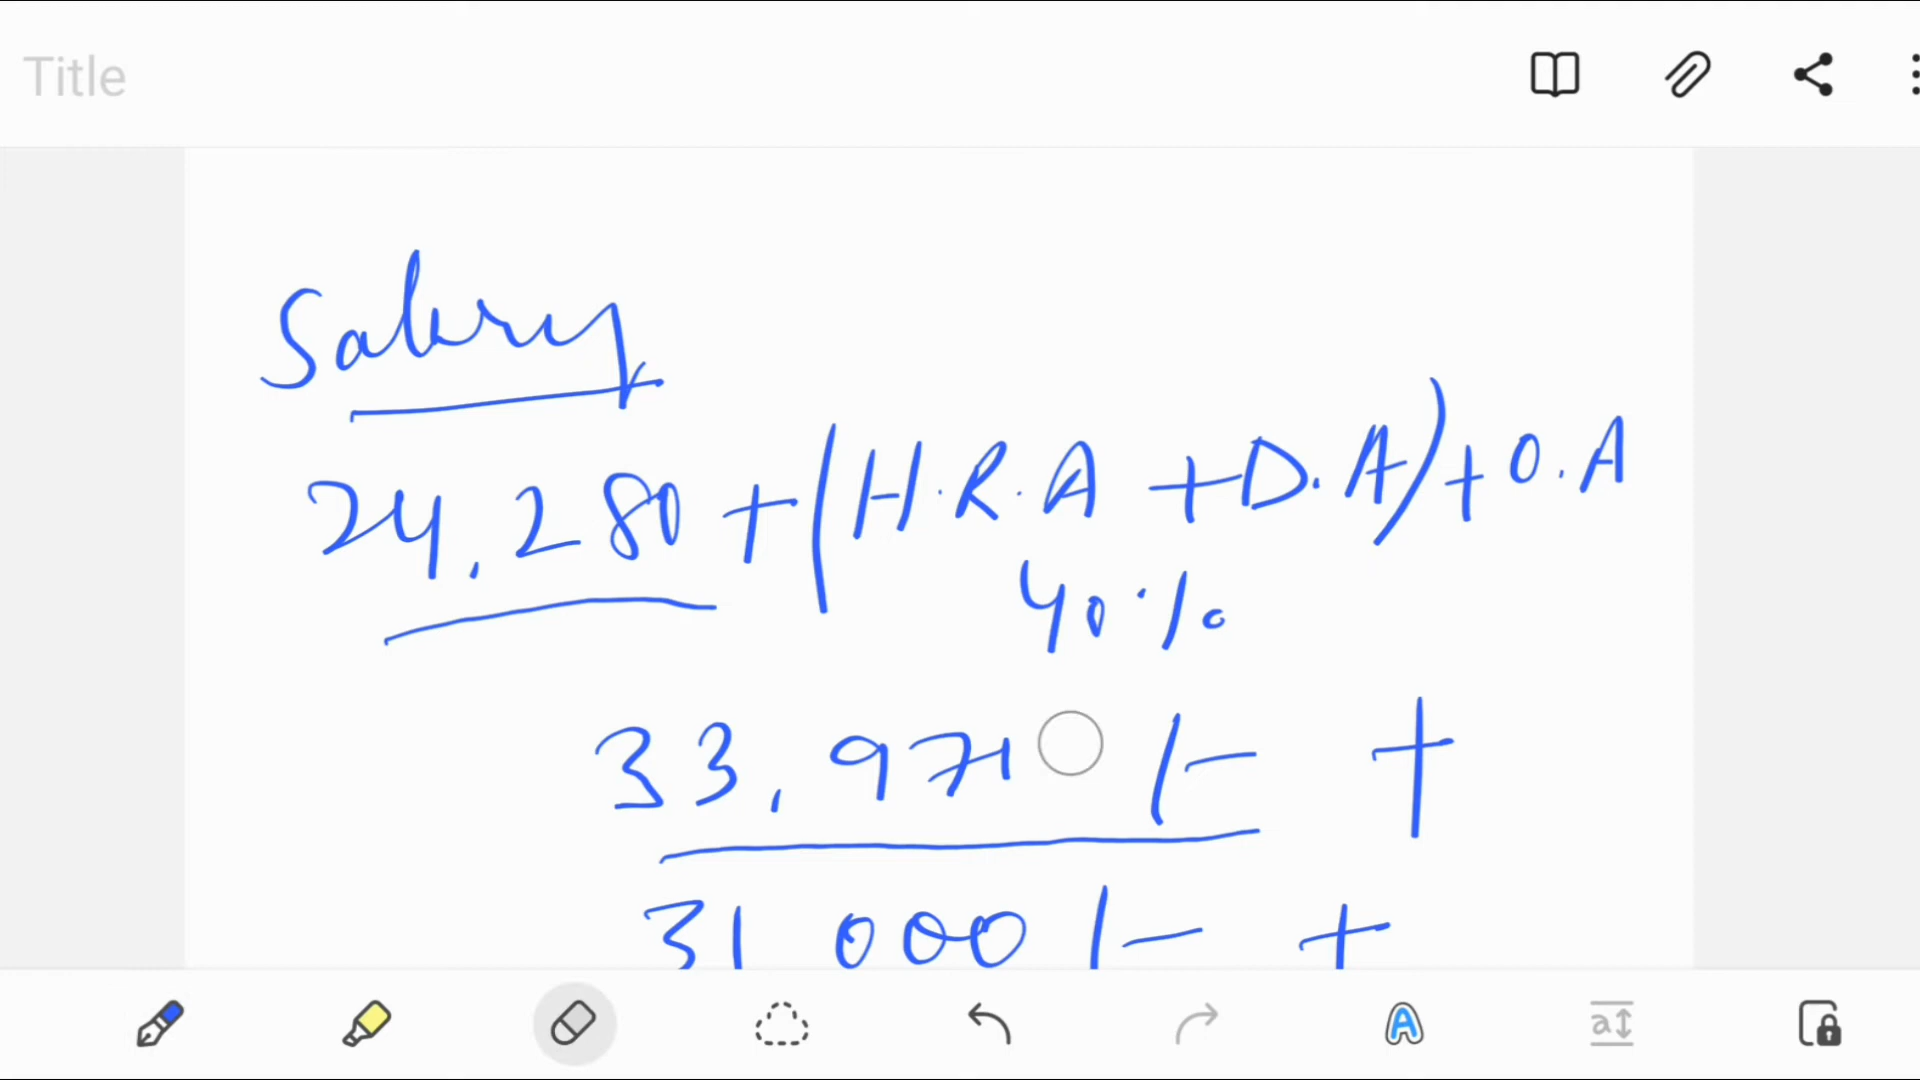 Title
Salary
24,280 + (H.R.A + D.A) + O.A
40%
33,971 /- +
31 000 /- +